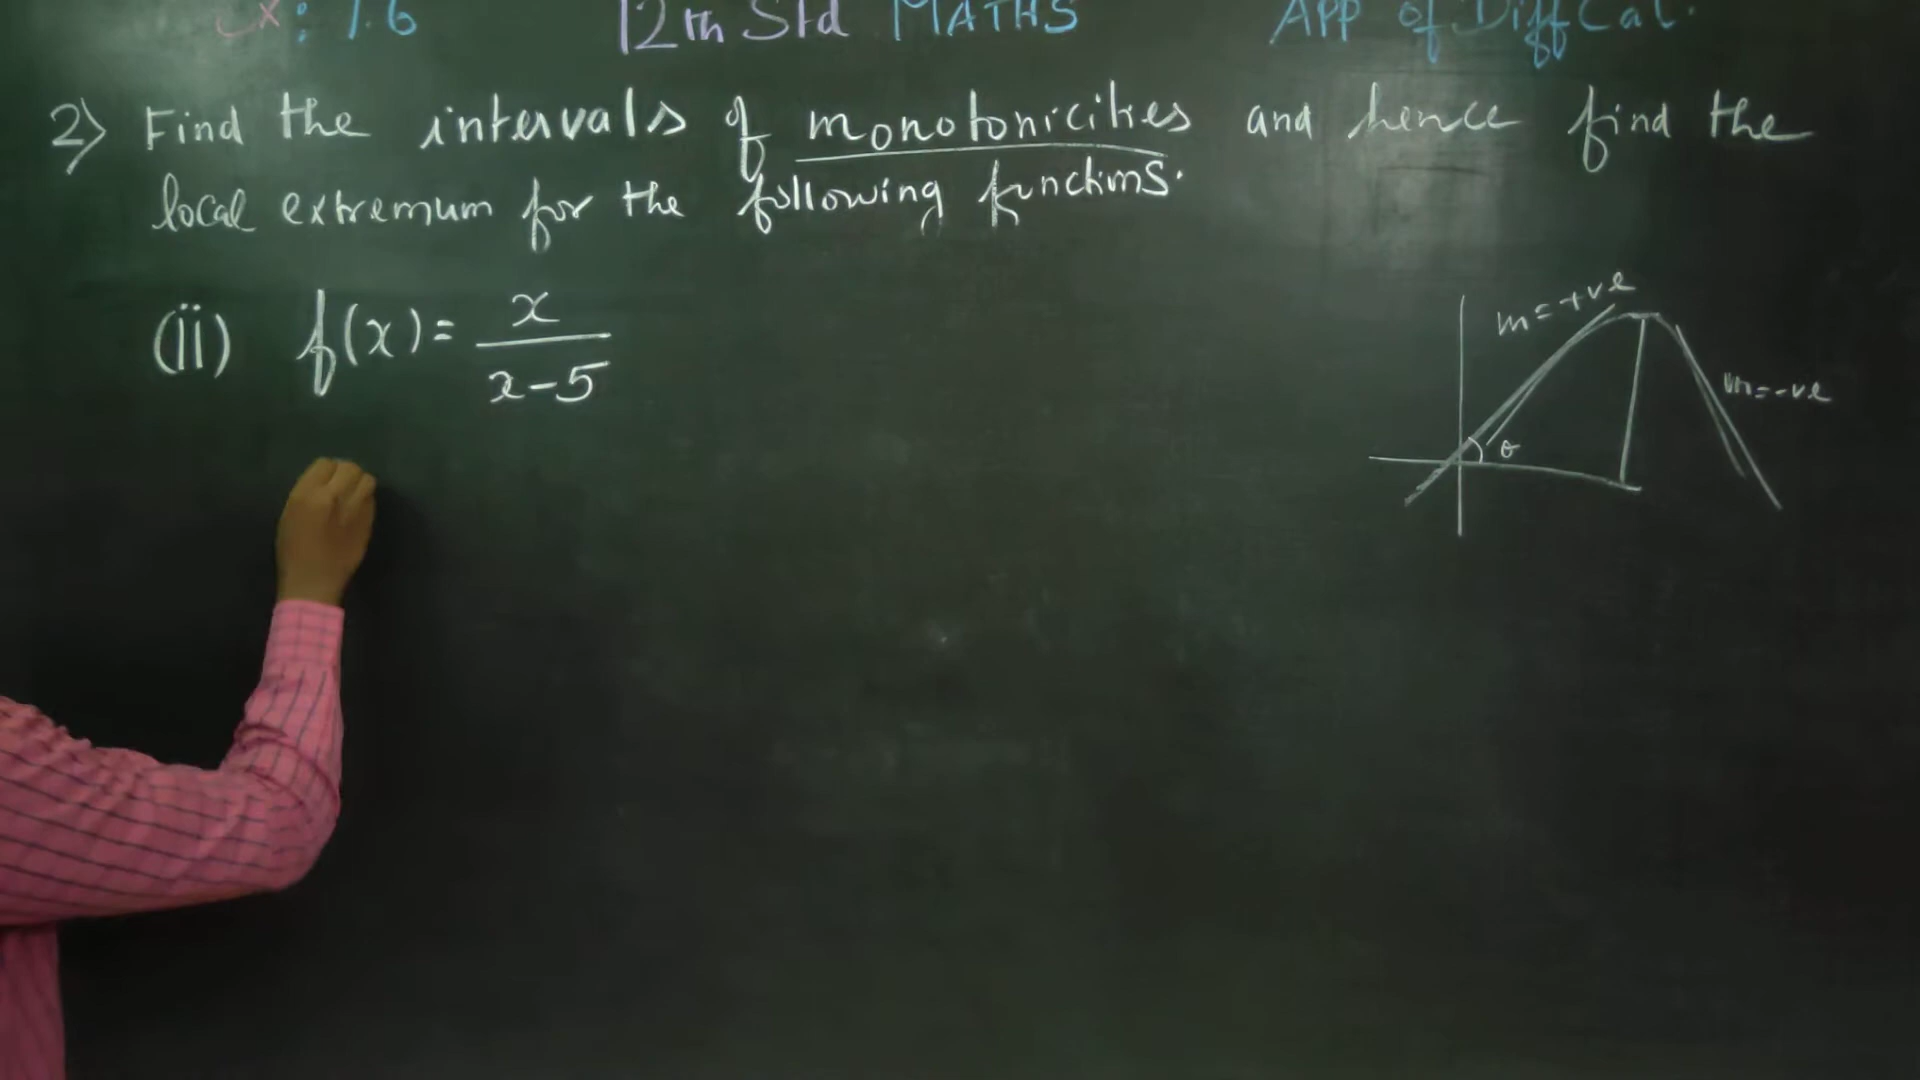 Ex: 7.6 12th Std MATHS APP of Diff Cal.
2) Find the intervals of monotonicities and hence find the
local extremum for the following functions.
(ii) f(x) = x / x-5
m = +ve
m = -ve
θ